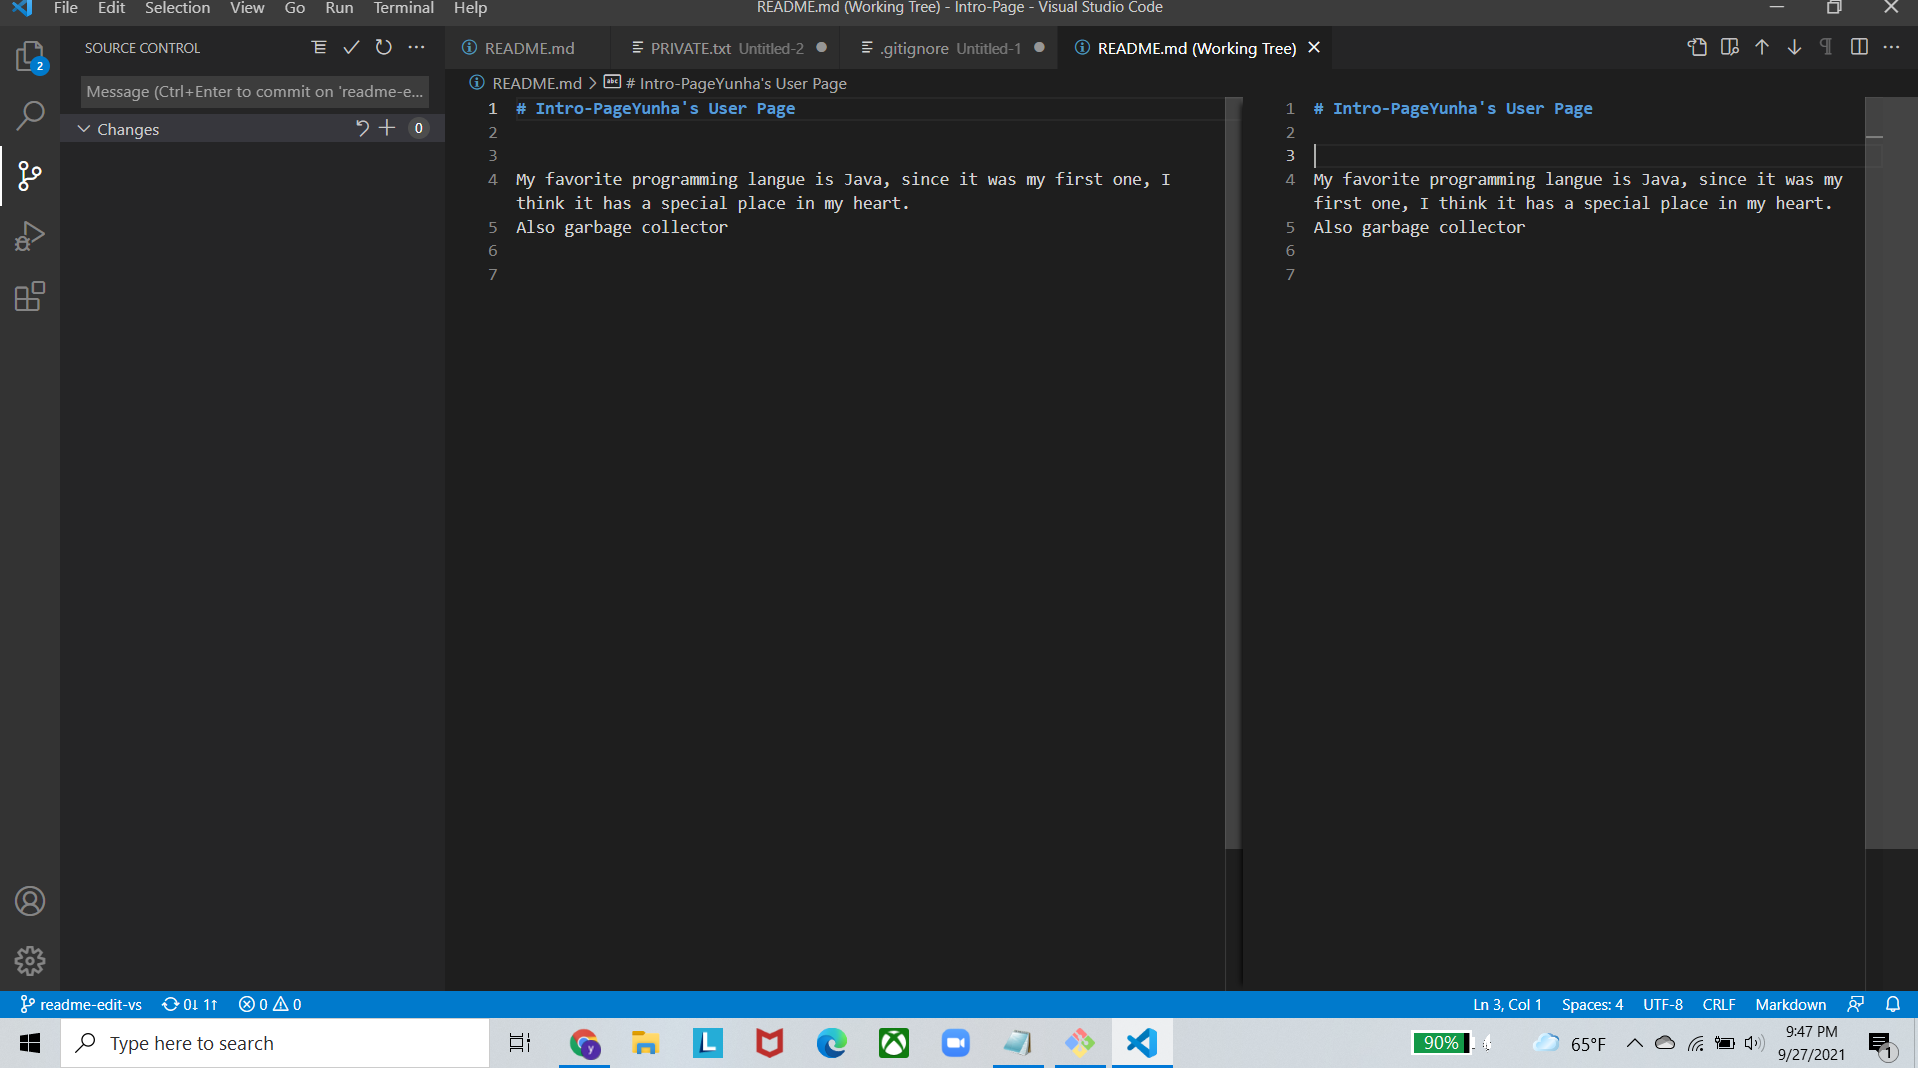 File Edit Selection View Go Run Terminal Help
README.md (Working Tree) - Intro-Page - Visual Studio Code
2
SOURCE CONTROL
Message (Ctrl+Enter to commit on 'readme-e...
Changes 0
README.md
PRIVATE.txt Untitled-2
.gitignore Untitled-1
README.md (Working Tree)
README.md > # Intro-PageYunha's User Page
1 # Intro-PageYunha's User Page
2
3
4 My favorite programming langue is Java, since it was my first one, I
think it has a special place in my heart.
5 Also garbage collector
6
7
1 # Intro-PageYunha's User Page
2
3
4 My favorite programming langue is Java, since it was my
first one, I think it has a special place in my heart.
5 Also garbage collector
6
7
readme-edit-vs 0↓ 1↑ 0 0
Ln 3, Col 1 Spaces: 4 UTF-8 CRLF Markdown
Type here to search
y
L
90%
65°F
9:47 PM
9/27/2021
1